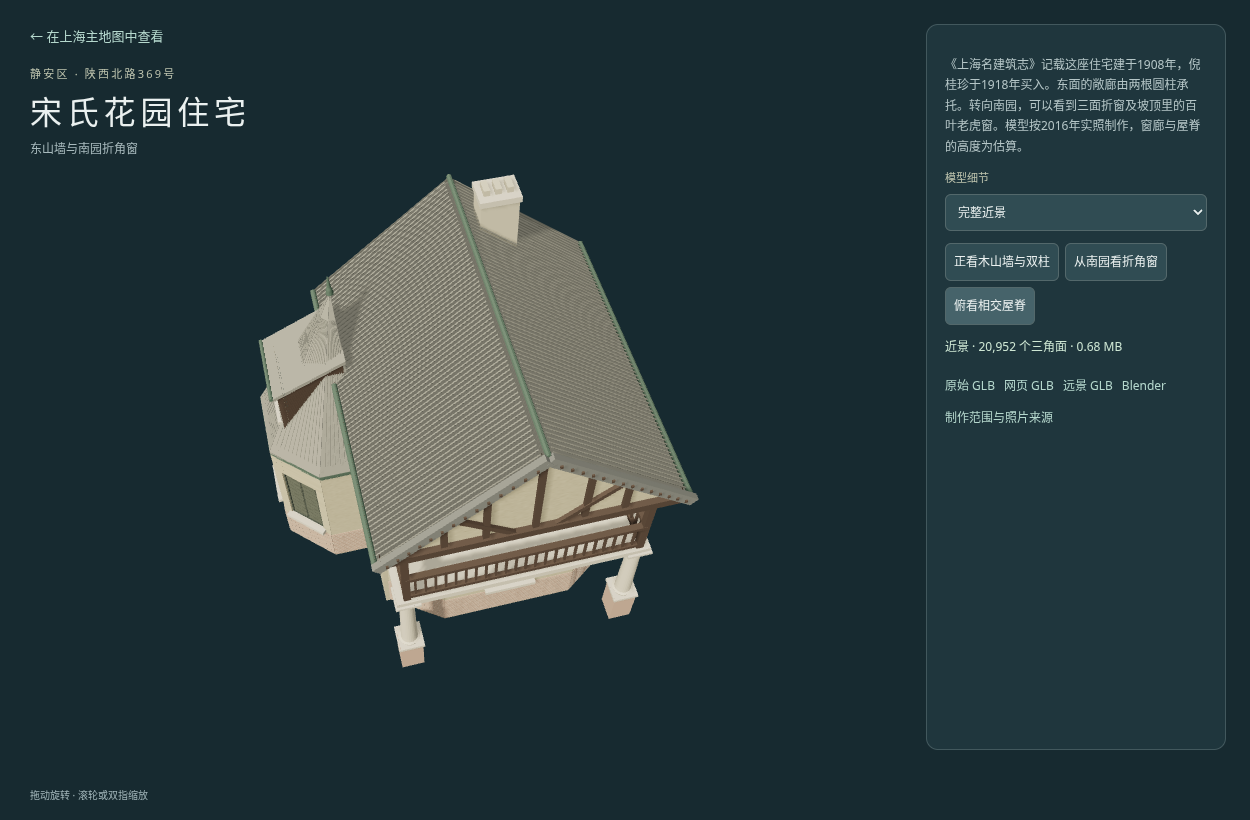 ← 在上海主地图中查看
静安区 · 陕西北路369号
宋氏花园住宅
东山墙与南园折角窗
《上海名建筑志》记载这座住宅建于1908年，倪
桂珍于1918年买入。东面的敞廊由两根圆柱承
托。转向南园，可以看到三面折窗及坡顶里的百
叶老虎窗。模型按2016年实照制作，窗廊与屋脊
的高度为估算。
模型细节
完整近景
正看木山墙与双柱
从南园看折角窗
俯看相交屋脊
近景 · 20,952 个三角面 · 0.68 MB
原始 GLB 网页 GLB 远景 GLB Blender
制作范围与照片来源
拖动旋转 · 滚轮或双指缩放